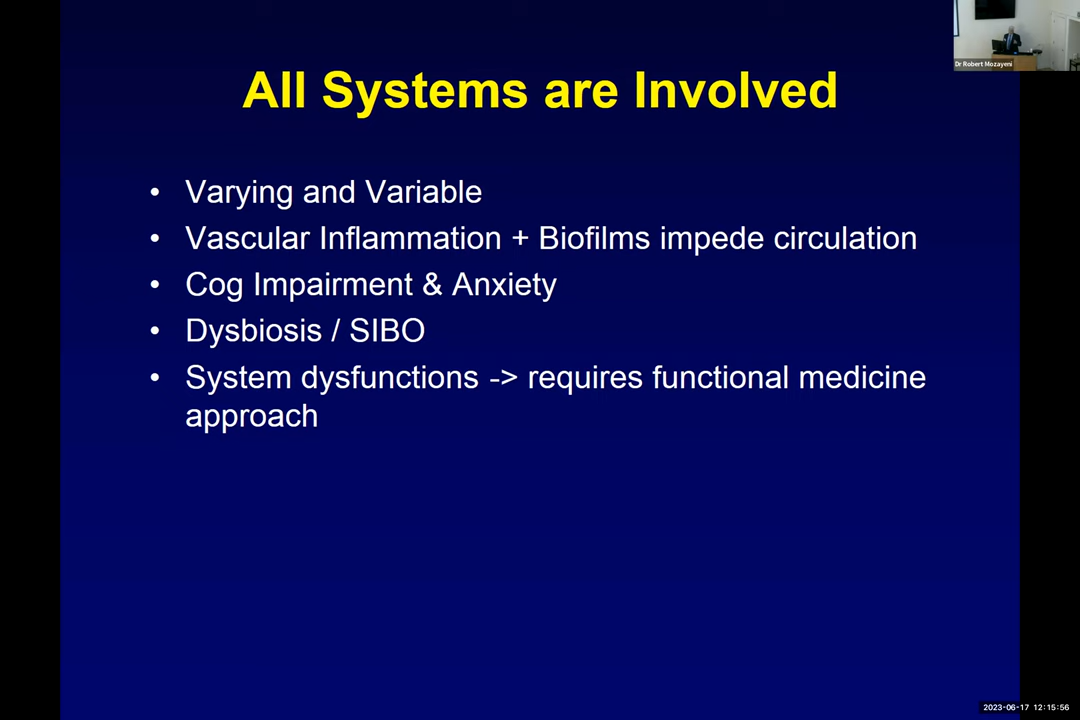 Dr Robert Mozayeni
All Systems are Involved
• Varying and Variable
• Vascular Inflammation + Biofilms impede circulation
• Cog Impairment & Anxiety
• Dysbiosis / SIBO
• System dysfunctions -> requires functional medicine
approach
2023-06-17 12:15:56